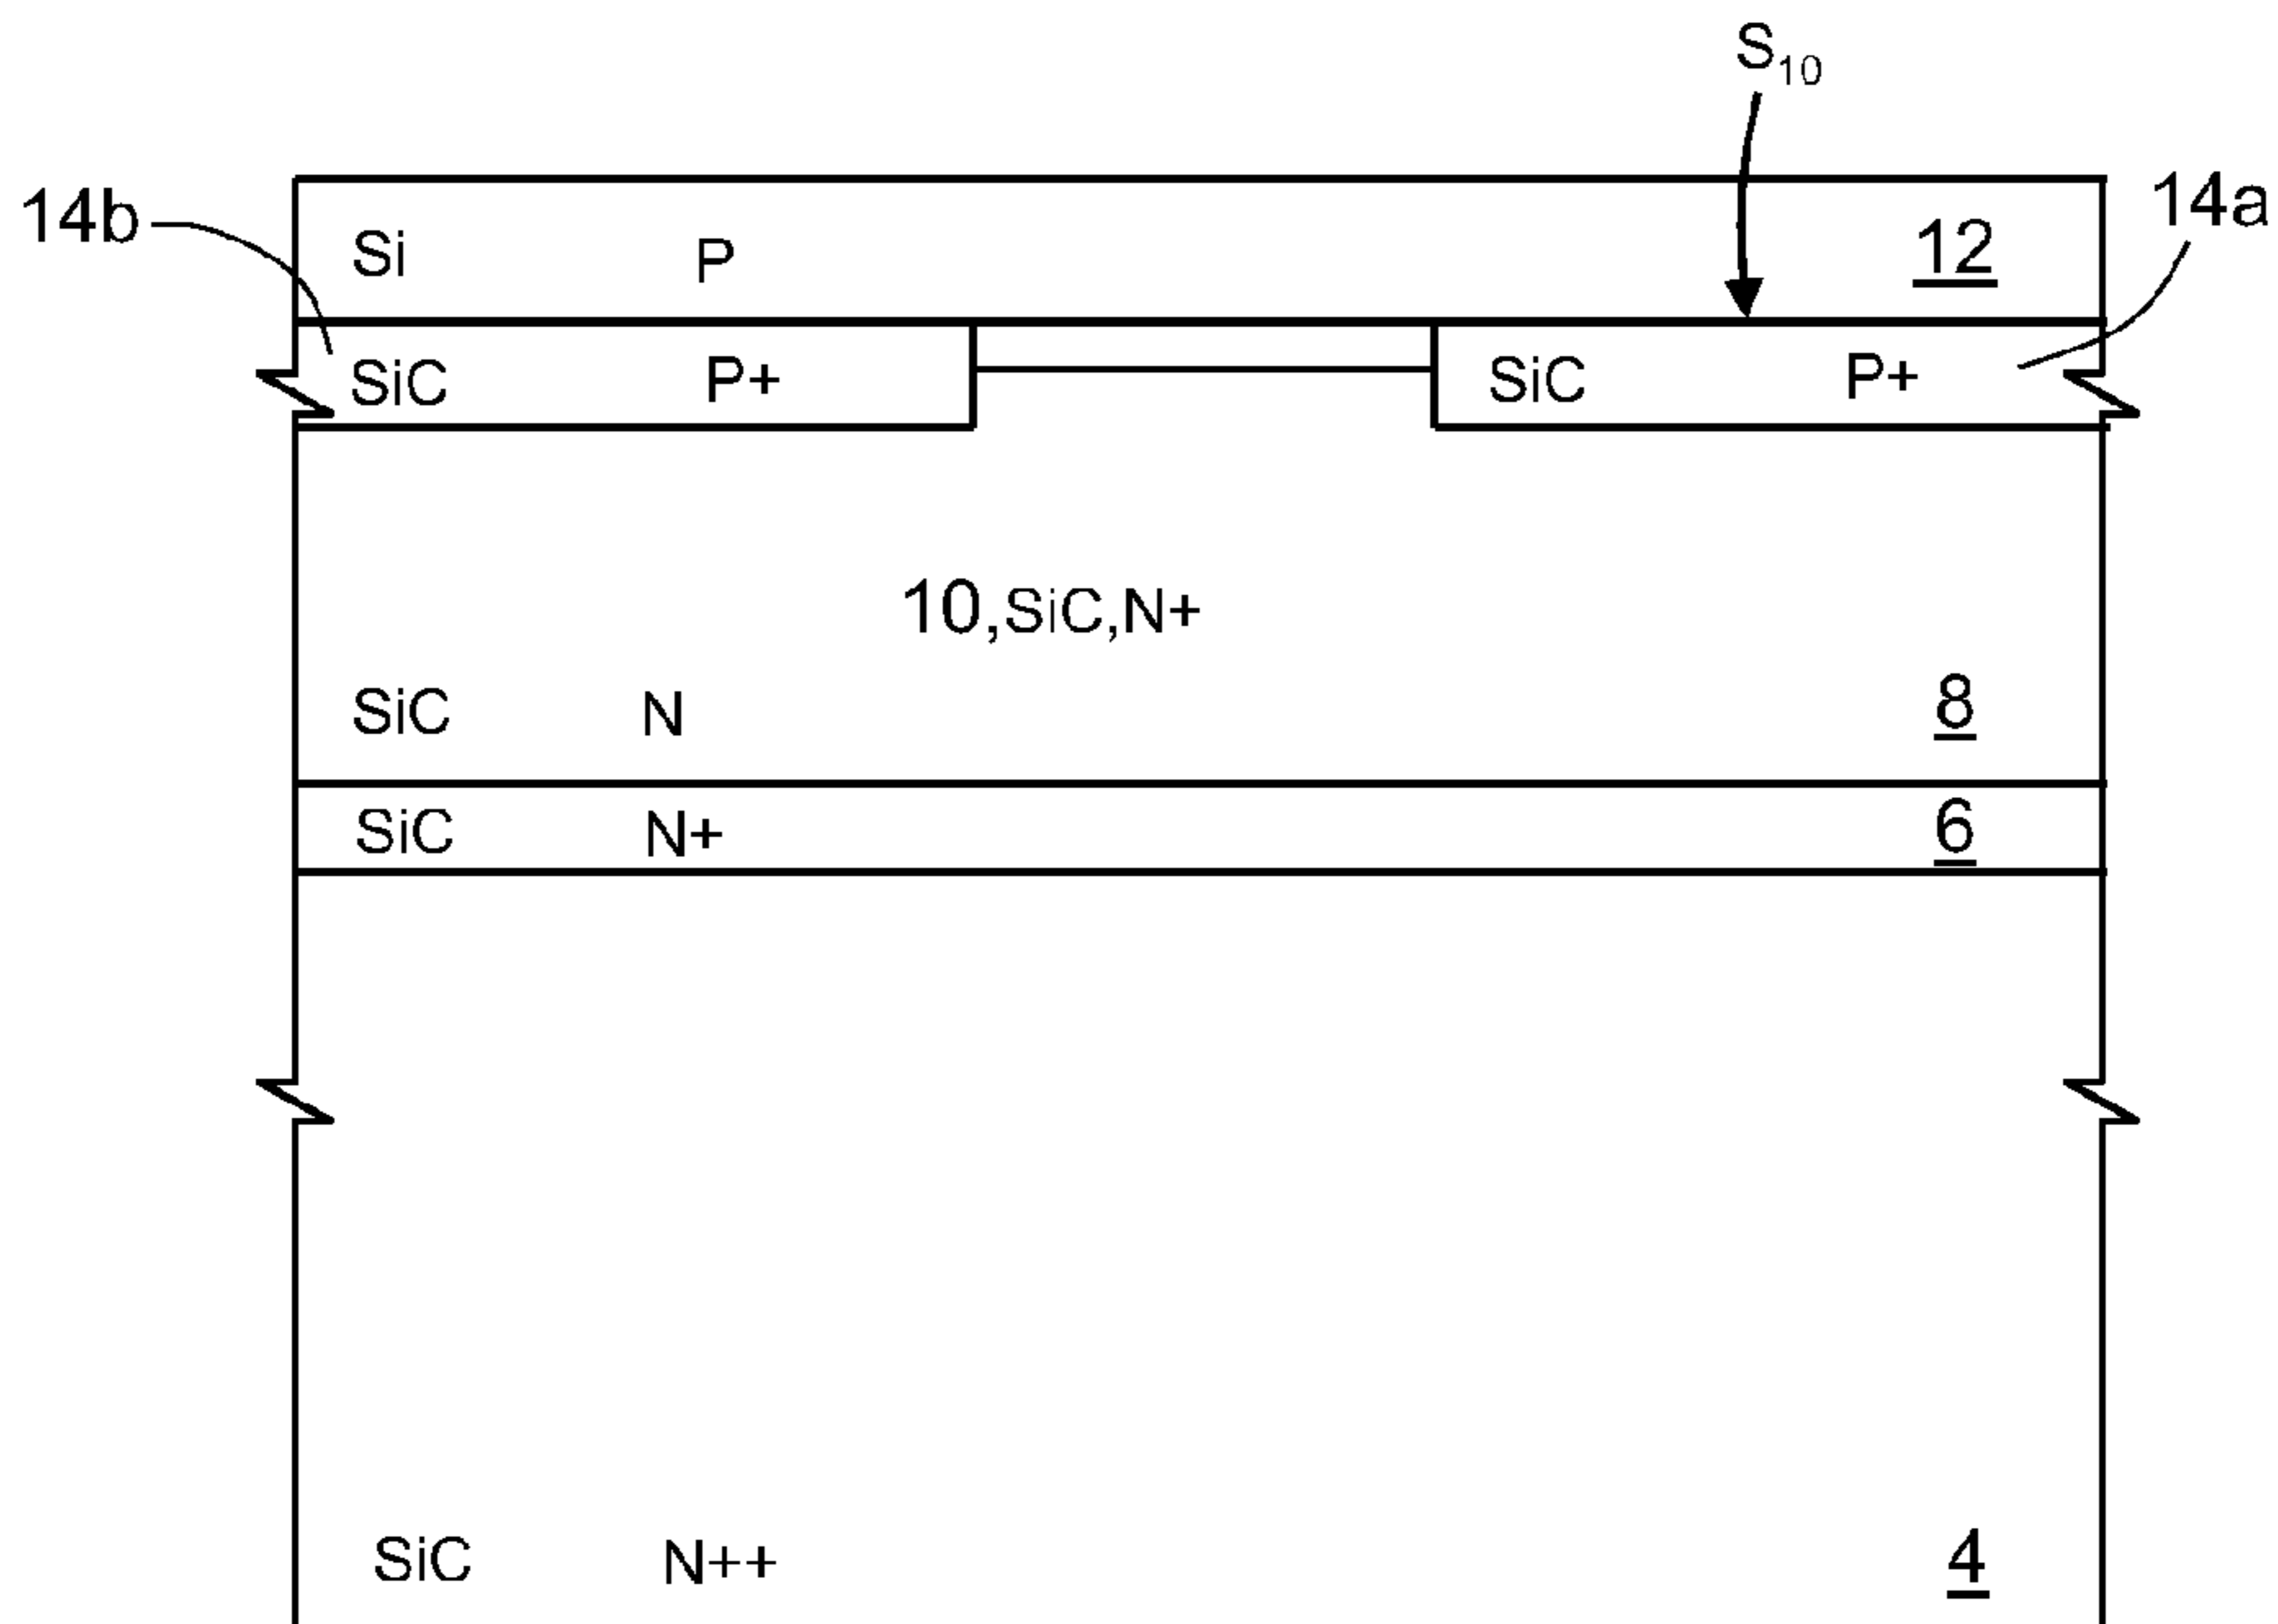 S10
14b
Si P 12
14a
SiC P+
SiC P+
10,SiC,N+
SiC N 8
SiC N+ 6
SiC N++ 4